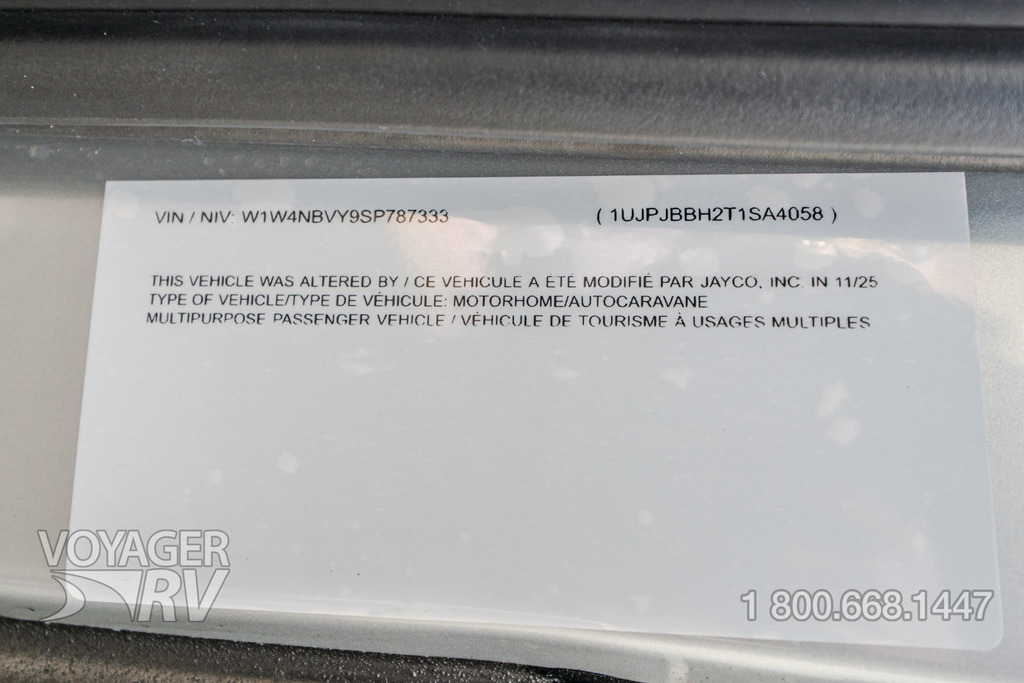 VIN / NIV: W1W4NBVY9SP787333 ( 1UJPJBBH2T1SA4058 )
THIS VEHICLE WAS ALTERED BY / CE VÉHICULE A ÉTÉ MODIFIÉ PAR JAYCO, INC. IN 11/25
TYPE OF VEHICLE/TYPE DE VÉHICULE: MOTORHOME/AUTOCARAVANE
MULTIPURPOSE PASSENGER VEHICLE / VÉHICULE DE TOURISME À USAGES MULTIPLES
VOYAGER
RV
1 800.668.1447